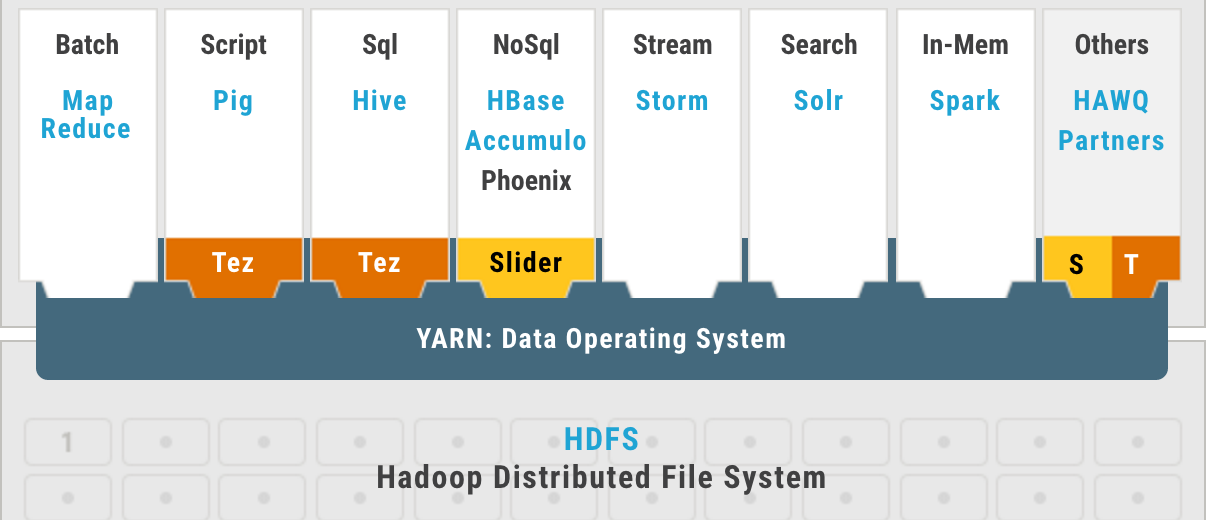 Batch
Script
Sql
NoSql
Stream
Search
In-Mem
Others
Map
Reduce
Pig
Hive
HBase
Accumulo
Phoenix
Storm
Solr
Spark
HAWQ
Partners
Tez
Tez
Slider
S
T
YARN: Data Operating System
1
HDFS
Hadoop Distributed File System